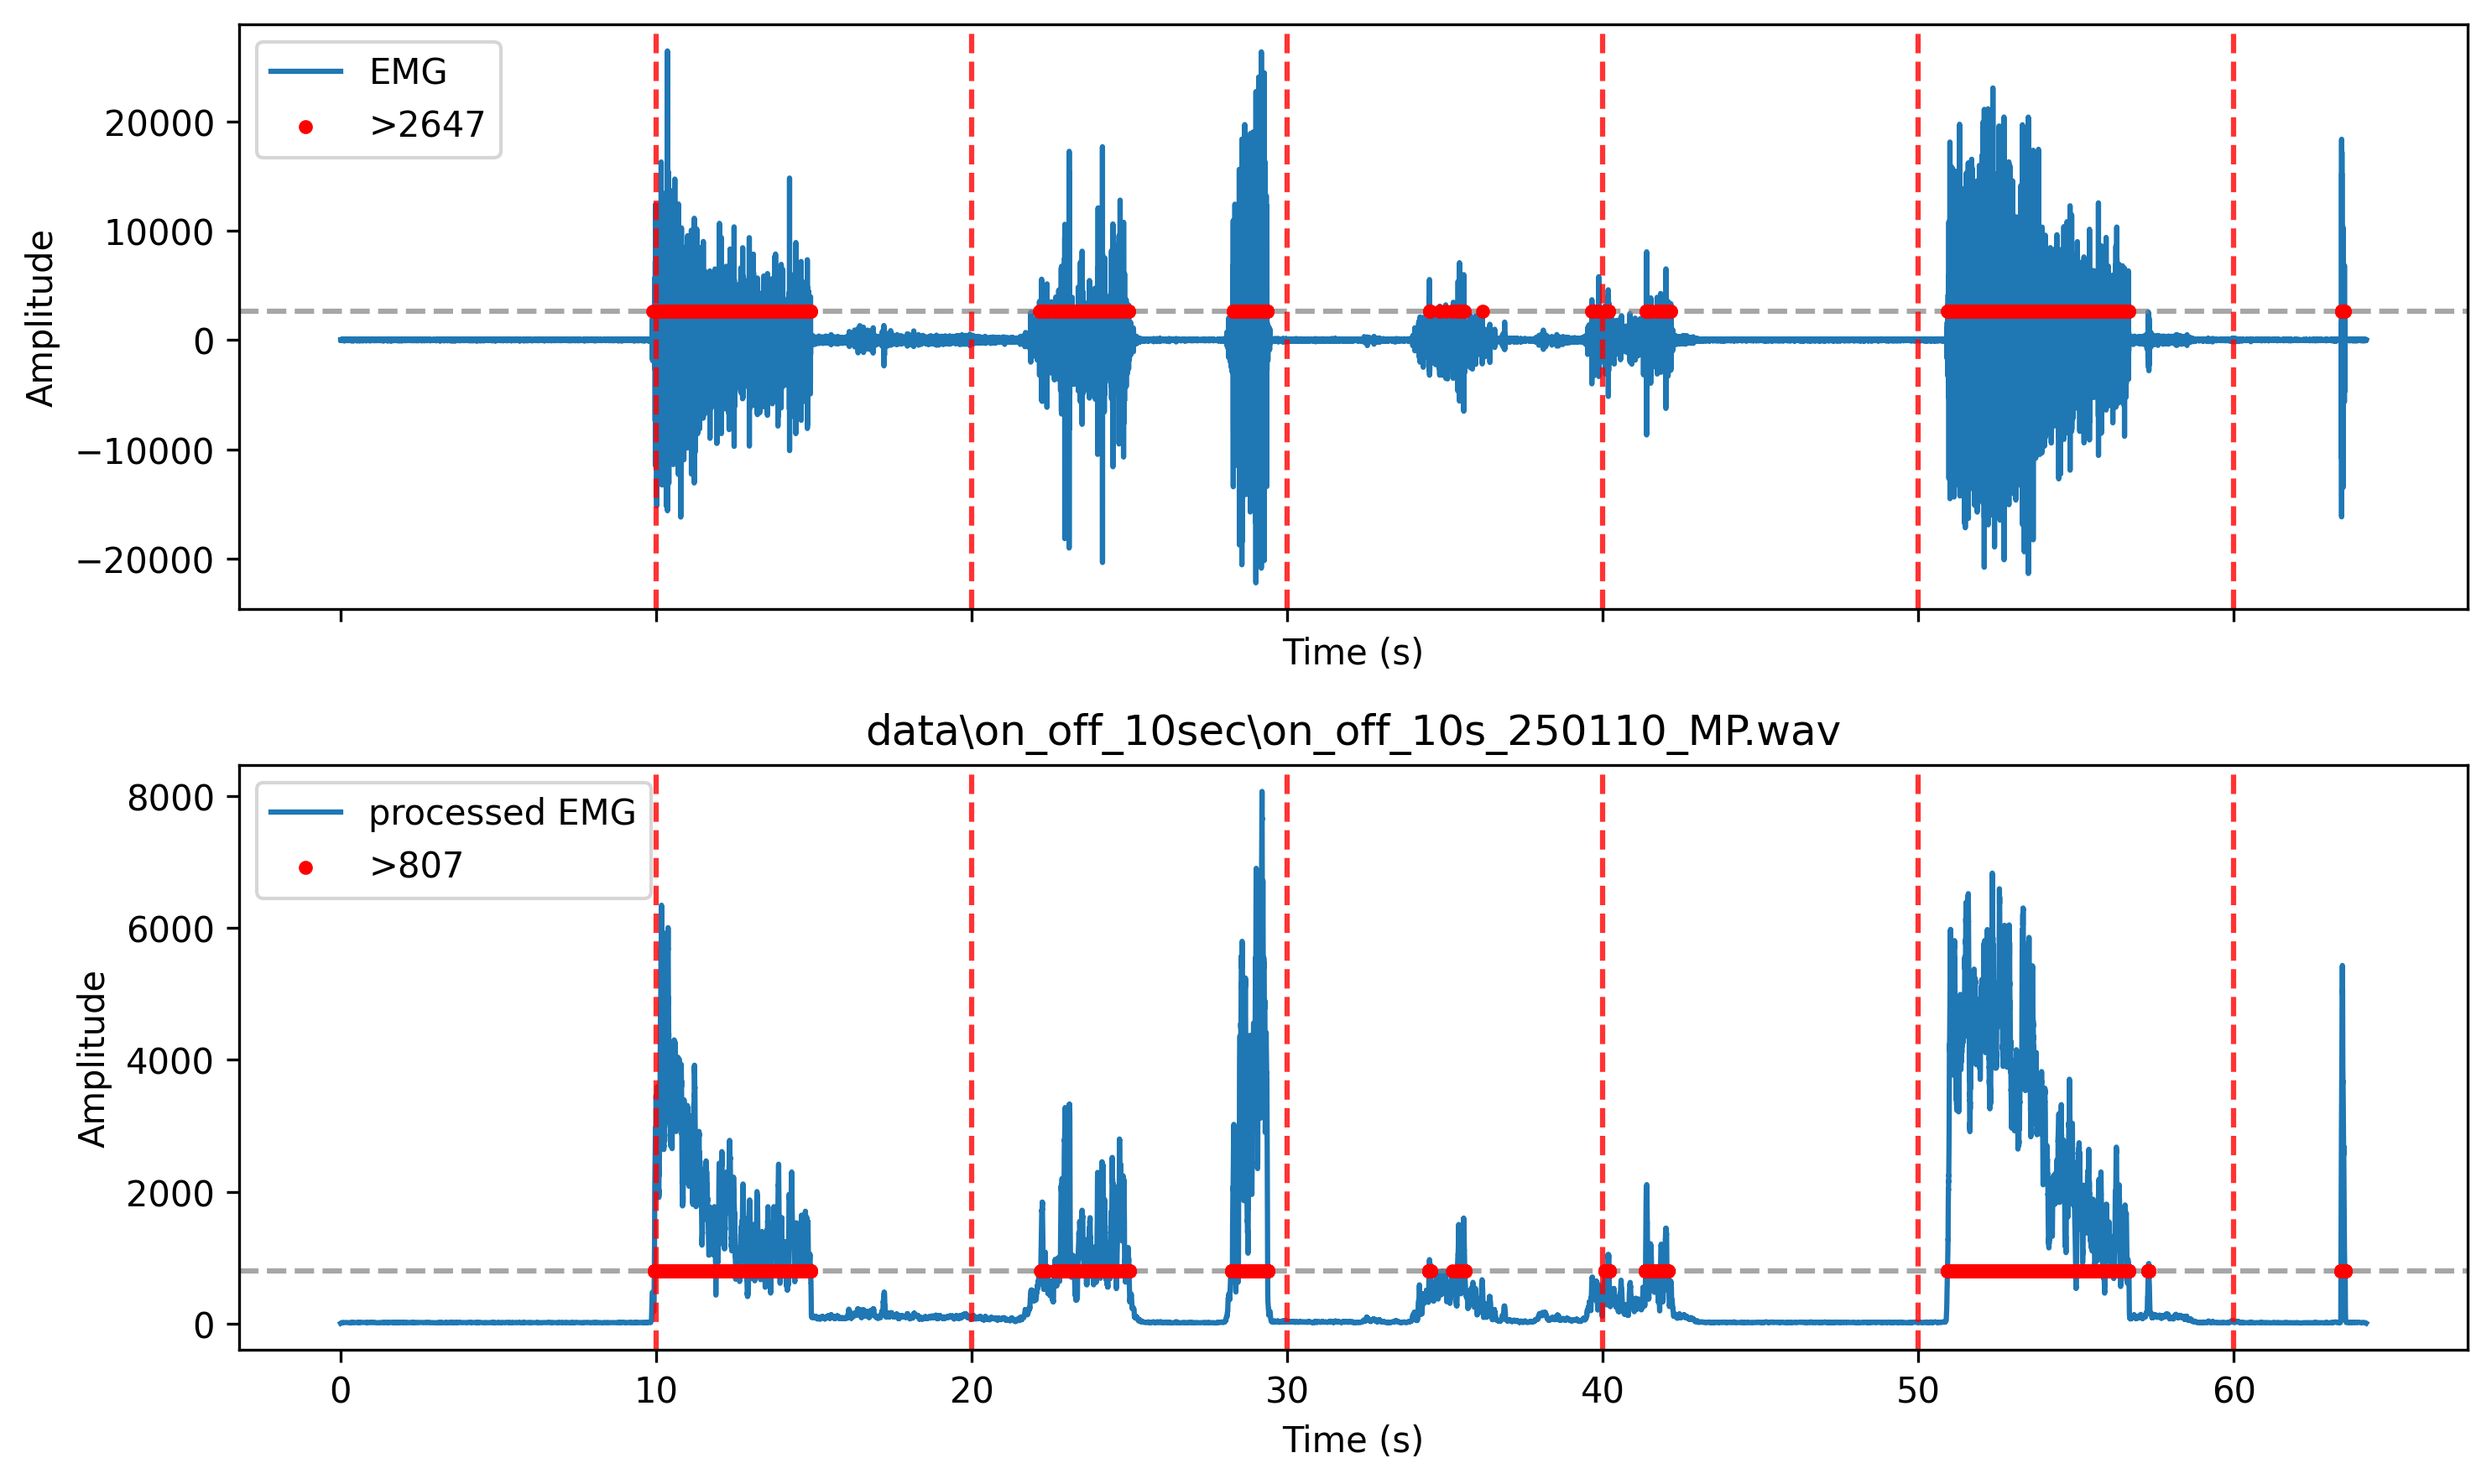 EMG
>2647
20000
10000
0
−10000
−20000
Amplitude
Time (s)
data\on_off_10sec\on_off_10s_250110_MP.wav
processed EMG
>807
8000
6000
4000
2000
0
Amplitude
0 10 20 30 40 50 60
Time (s)